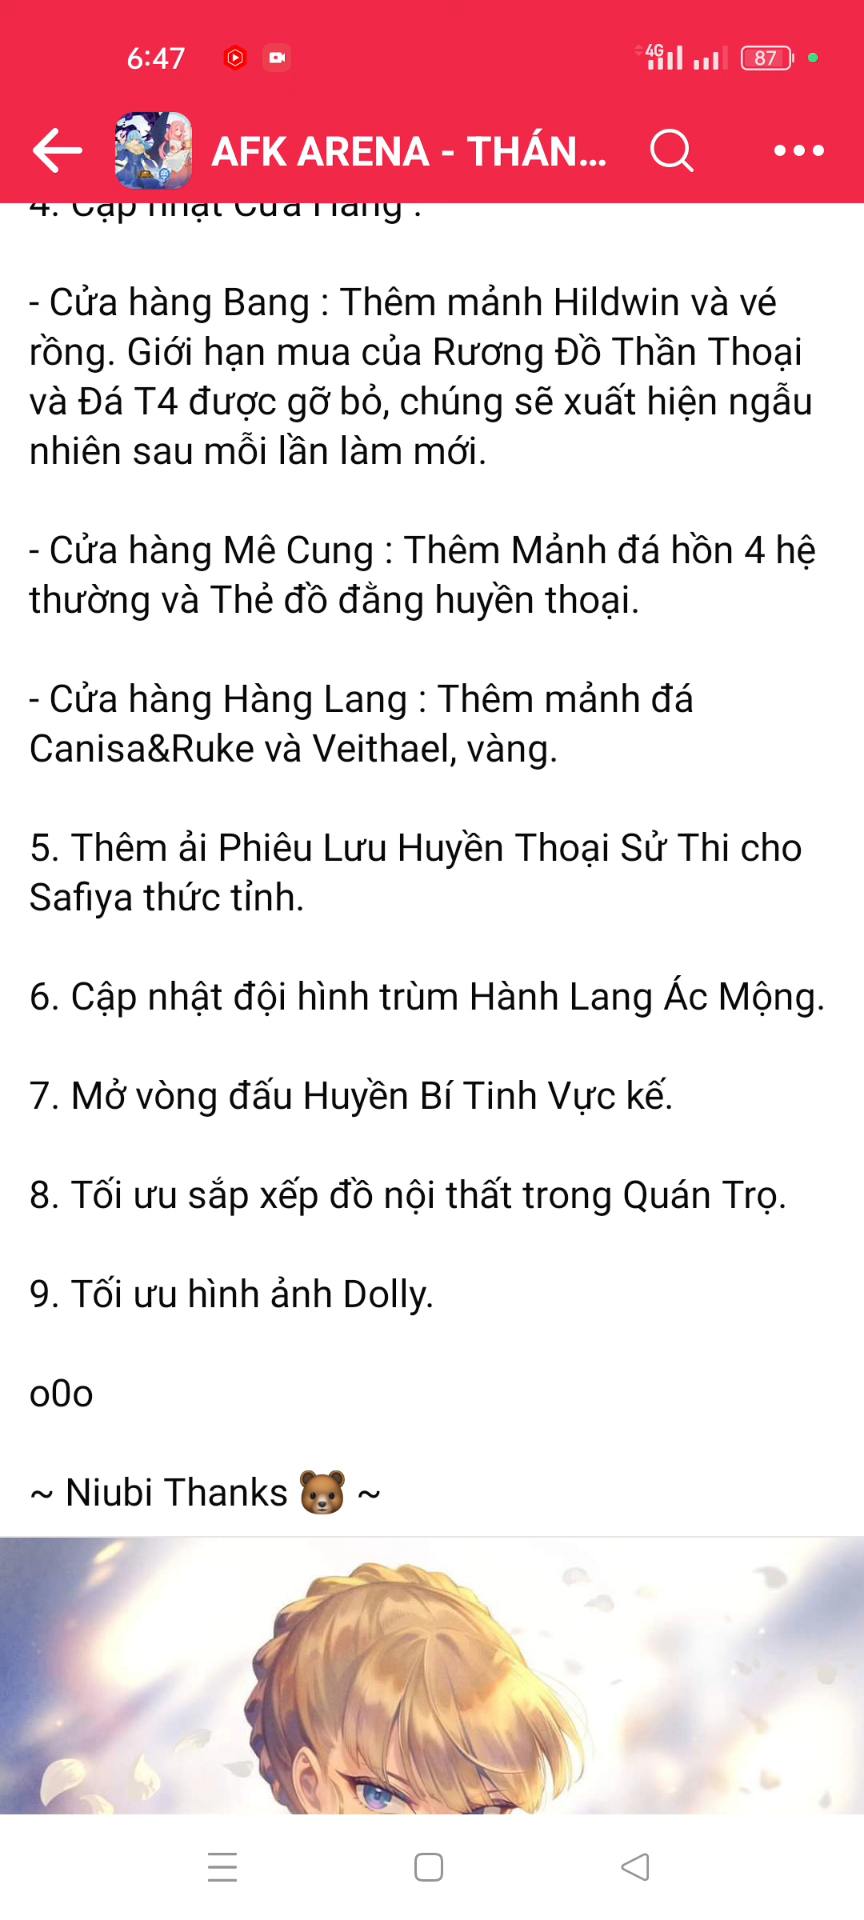 6:47
4G
87
AFK ARENA - THÁN...
4. Cập nhật Cửa Hàng :
- Cửa hàng Bang : Thêm mảnh Hildwin và vé
rồng. Giới hạn mua của Rương Đồ Thần Thoại
và Đá T4 được gỡ bỏ, chúng sẽ xuất hiện ngẫu
nhiên sau mỗi lần làm mới.
- Cửa hàng Mê Cung : Thêm Mảnh đá hồn 4 hệ
thường và Thẻ đồ đằng huyền thoại.
- Cửa hàng Hàng Lang : Thêm mảnh đá
Canisa&Ruke và Veithael, vàng.
5. Thêm ải Phiêu Lưu Huyền Thoại Sử Thi cho
Safiya thức tỉnh.
6. Cập nhật đội hình trùm Hành Lang Ác Mộng.
7. Mở vòng đấu Huyền Bí Tinh Vực kế.
8. Tối ưu sắp xếp đồ nội thất trong Quán Trọ.
9. Tối ưu hình ảnh Dolly.
o0o
~ Niubi Thanks 🐻 ~